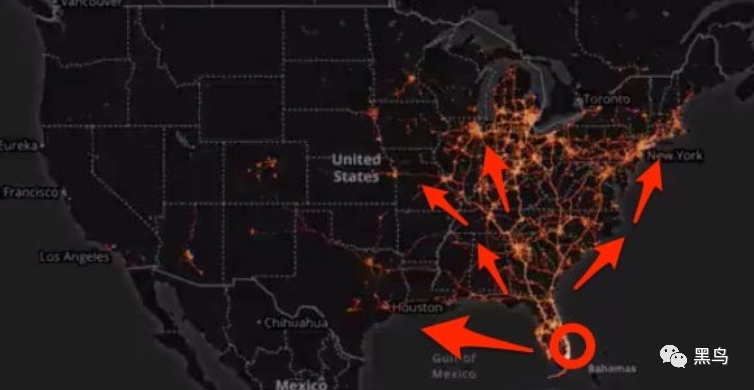 Vancouver
Toronto
Eureka
New York
United
States
Francisco
Los Angeles
Houston
Chihuahua
Gulf of
Mexico
Bahamas
Mexico
黑鸟